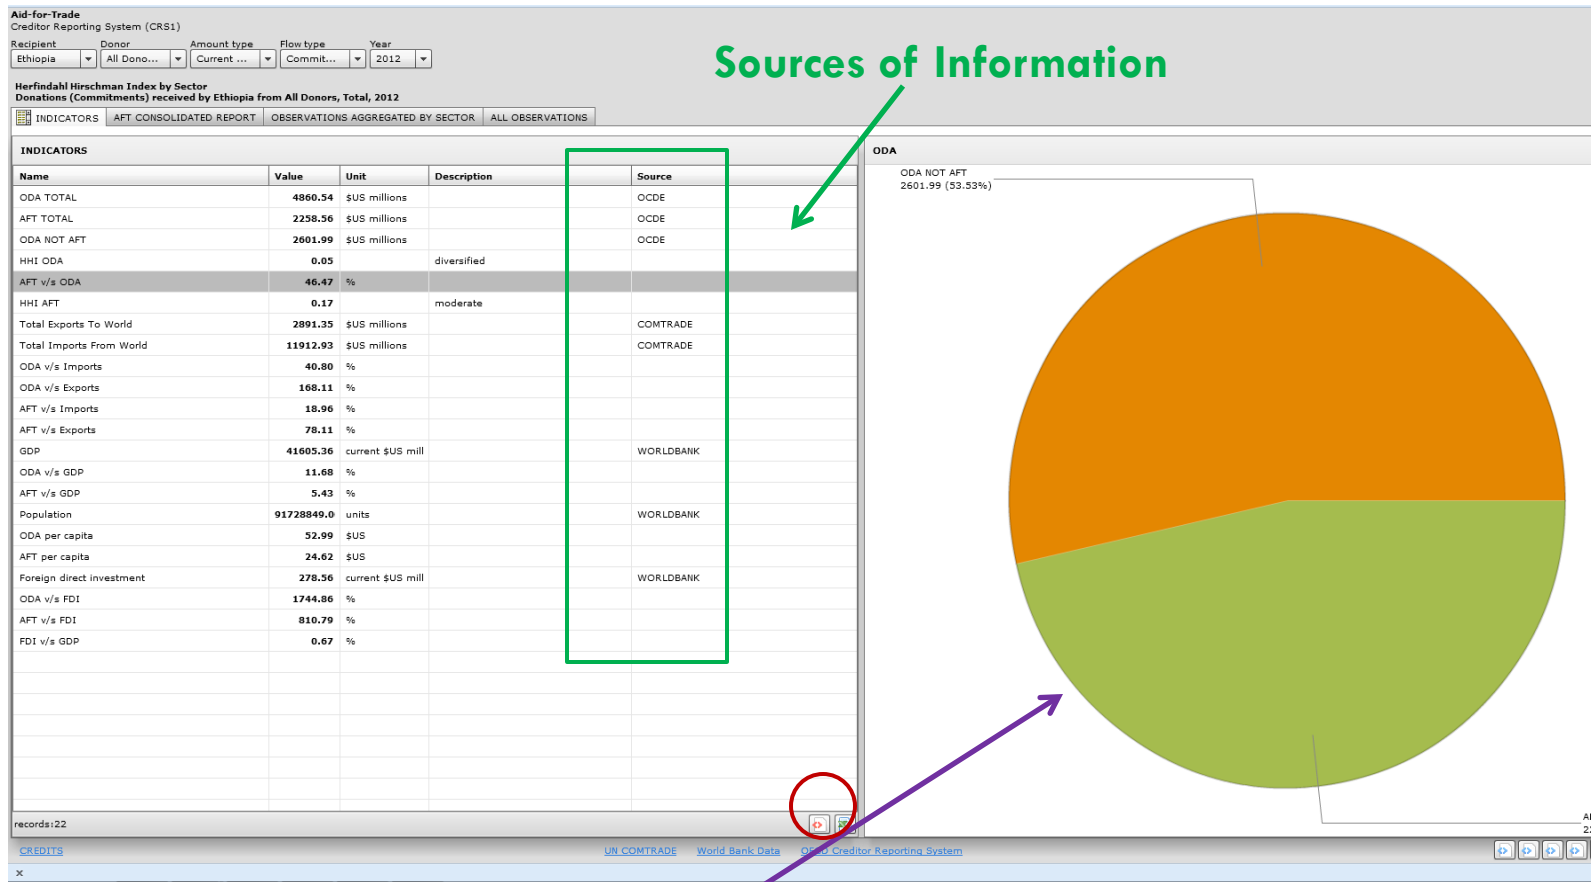 Aid-for-Trade
Creditor Reporting System (CRS1)
Recipient Donor Amount type Flow type Year
Ethiopia All Dono... Current ... Commit... 2012
Sources of Information
Herfindahl Hirschman Index by Sector
Donations (Commitments) received by Ethiopia from All Donors, Total, 2012
INDICATORS AFT CONSOLIDATED REPORT OBSERVATIONS AGGREGATED BY SECTOR ALL OBSERVATIONS
INDICATORS
Name Value Unit Description Source
ODA TOTAL 4860.54 $US millions OCDE
AFT TOTAL 2258.56 $US millions OCDE
ODA NOT AFT 2601.99 $US millions OCDE
HHI ODA 0.05 diversified
AFT v/s ODA 46.47 %
HHI AFT 0.17 moderate
Total Exports To World 2891.35 $US millions COMTRADE
Total Imports From World 11912.93 $US millions COMTRADE
ODA v/s Imports 40.80 %
ODA v/s Exports 168.11 %
AFT v/s Imports 18.96 %
AFT v/s Exports 78.11 %
GDP 41605.36 current $US mill WORLDBANK
ODA v/s GDP 11.68 %
AFT v/s GDP 5.43 %
Population 91728849.0 units WORLDBANK
ODA per capita 52.99 $US
AFT per capita 24.62 $US
Foreign direct investment 278.56 current $US mill WORLDBANK
ODA v/s FDI 1744.86 %
AFT v/s FDI 810.79 %
FDI v/s GDP 0.67 %
records:22
ODA
ODA NOT AFT
2601.99 (53.53%)
CREDITS UN COMTRADE World Bank Data OECD Creditor Reporting System
x